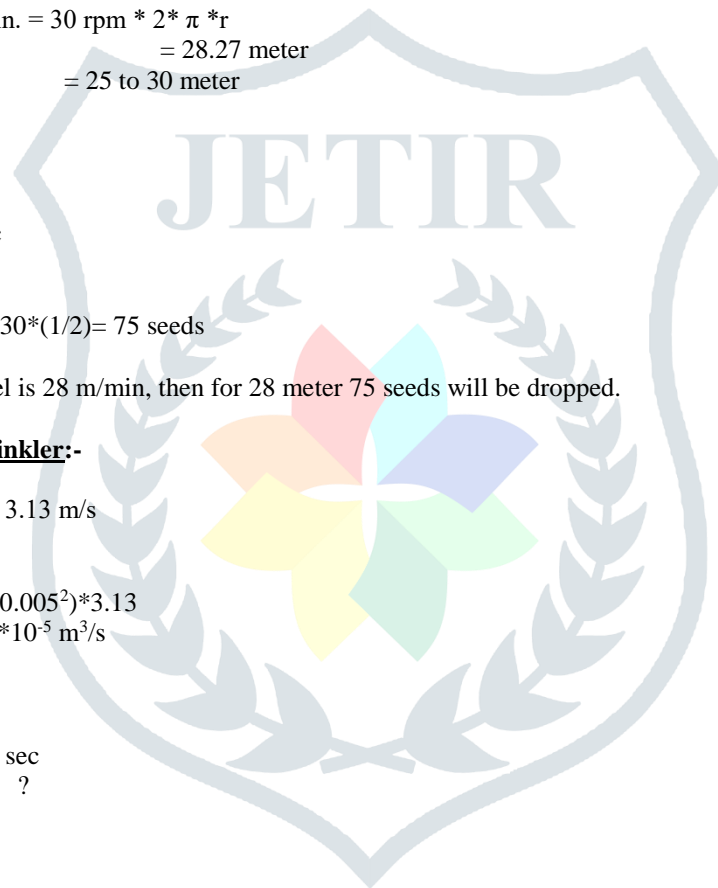 in. = 30 rpm * 2* π *r
= 28.27 meter
= 25 to 30 meter
JETIR
30*(1/2)= 75 seeds
el is 28 m/min, then for 28 meter 75 seeds will be dropped.
inkler:-
3.13 m/s
0.005²)*3.13
*10⁻⁵ m³/s
sec
?